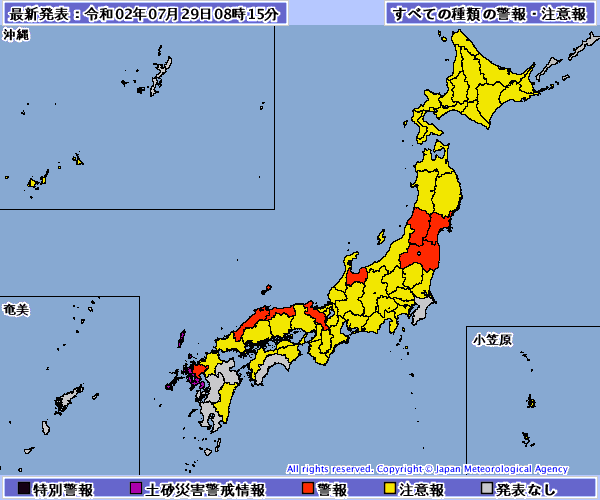 最新発表：令和02年07月29日08時15分
すべての種類の警報・注意報
沖縄
奄美
小笠原
All rights reserved. Copyright © Japan Meteorological Agency
特別警報
土砂災害警戒情報
警報
注意報
発表なし